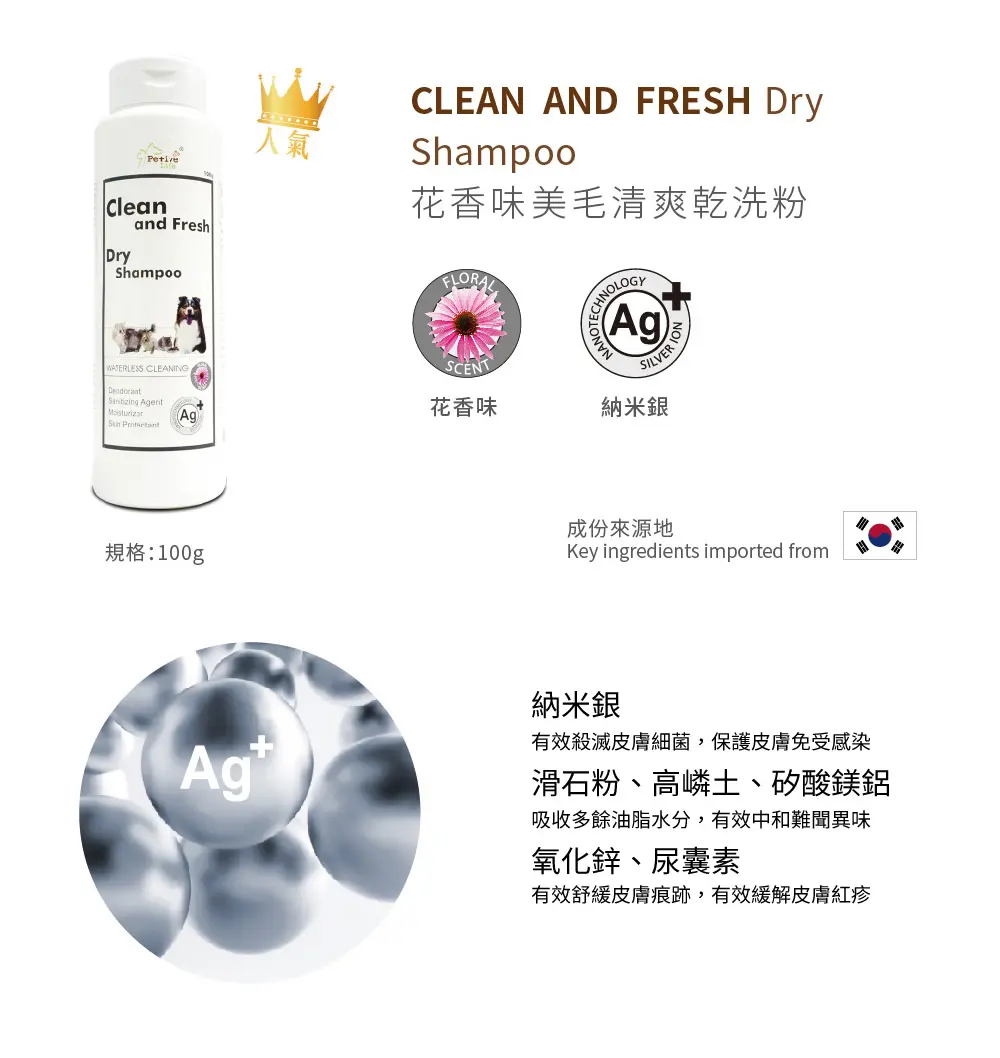 人氣
CLEAN AND FRESH Dry
Shampoo
花香味美毛清爽乾洗粉
Petive
Life
Clean
and Fresh
Dry
Shampoo
WATERLESS CLEANING
Deodorant
Sanitizing Agent
Moisturizer
Skin Protectant
Ag+
規格:100g
FLORAL
SCENT
花香味
NANOTECHNOLOGY
Ag+
SILVER ION
納米銀
成份來源地
Key ingredients imported from
Ag+
納米銀
有效殺滅皮膚細菌,保護皮膚免受感染
滑石粉、高嶙土、矽酸鎂鋁
吸收多餘油脂水分,有效中和難聞異味
氧化鋅、尿囊素
有效舒緩皮膚痕跡,有效緩解皮膚紅疹